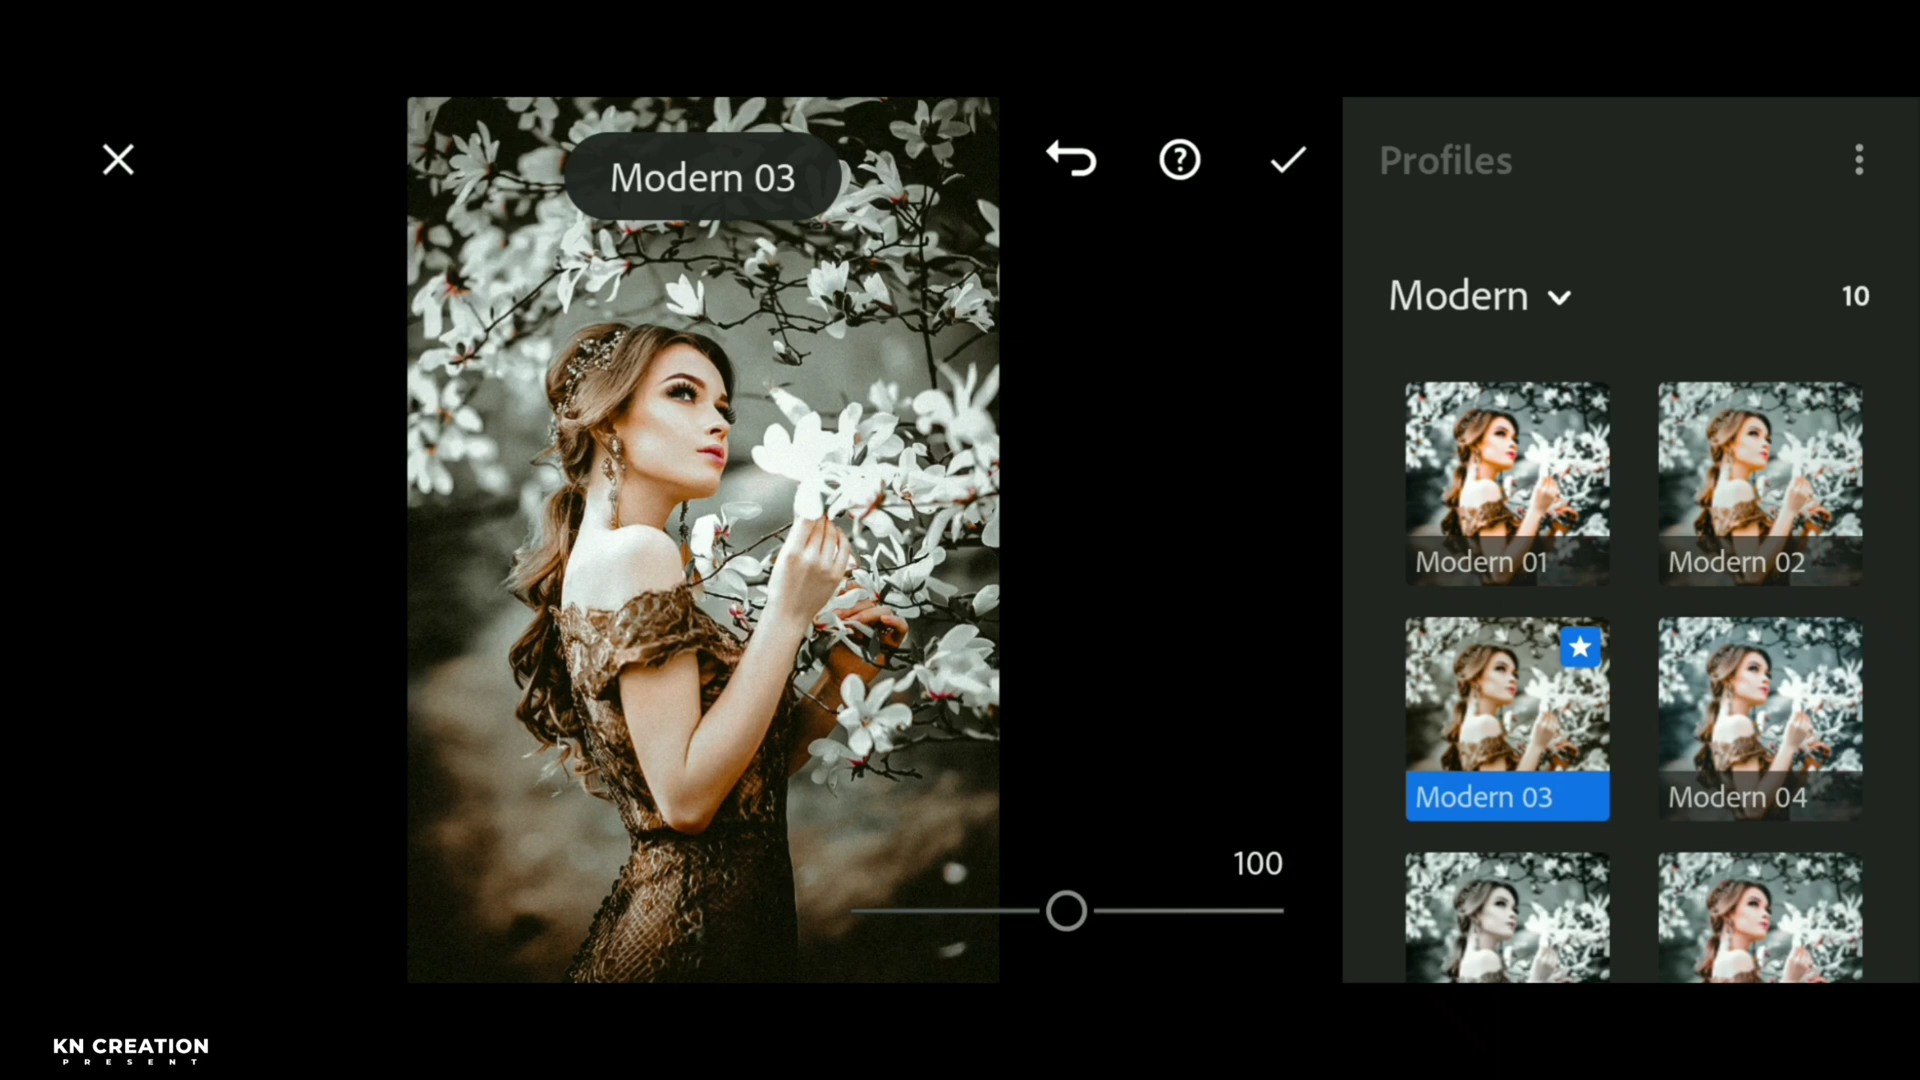 Modern 03
Profiles
Modern
10
Modern 01
Modern 02
Modern 03
Modern 04
100
KN CREATION
PRESENT